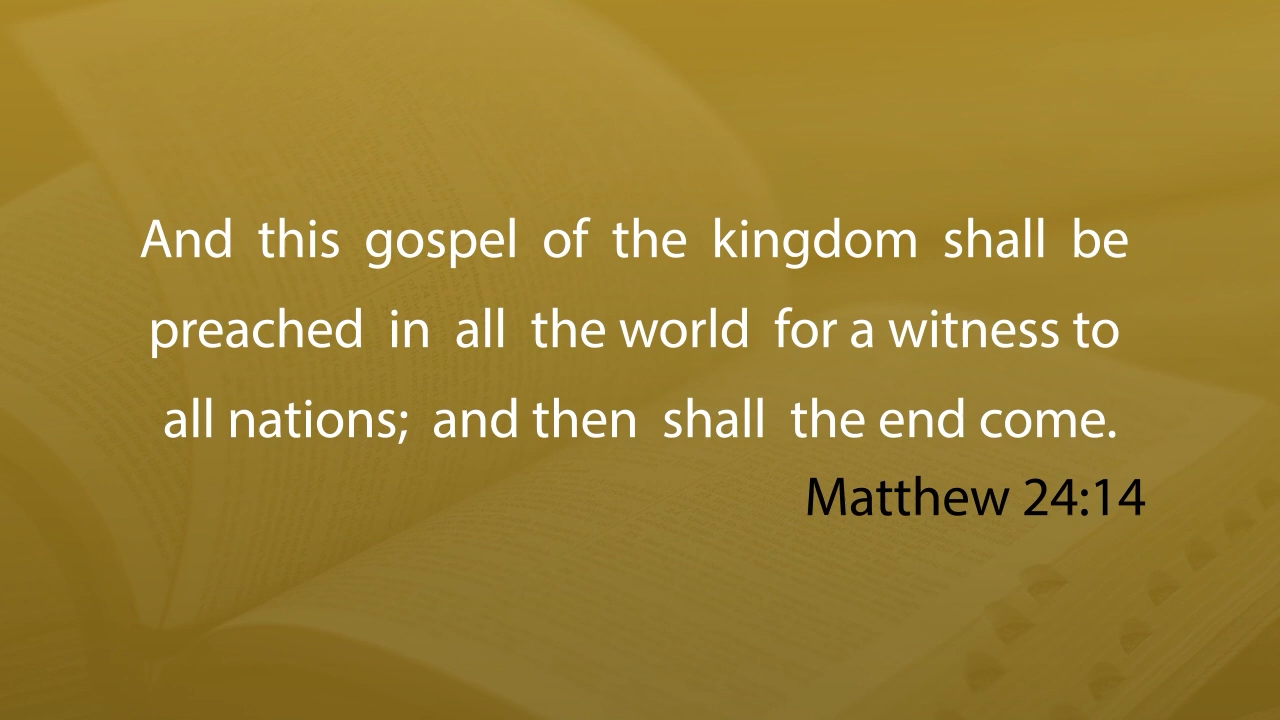 And this gospel of the kingdom shall be
preached in all the world for a witness to
all nations; and then shall the end come.
Matthew 24:14